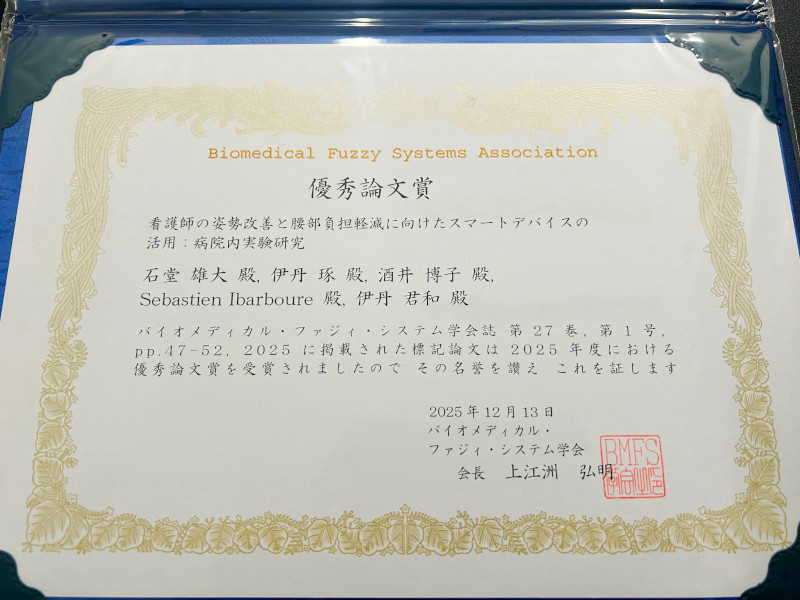 Biomedical Fuzzy Systems Association
優秀論文賞
看護師の姿勢改善と腰部負担軽減に向けたスマートデバイスの
活用：病院内実験研究
石堂 雄大 殿, 伊丹 琢 殿, 酒井 博子 殿,
Sebastien Ibarboure 殿, 伊丹 君和 殿
バイオメディカル・ファジィ・システム学会誌 第 27 巻, 第 1 号,
pp.47-52, 2025 に掲載された標記論文は 2025 年度における
優秀論文賞を受賞されましたので その名誉を讃え これを証します
2025年12月13日
バイオメディカル・
ファジィ・システム学会
会長 上江洲 弘明
BMFS